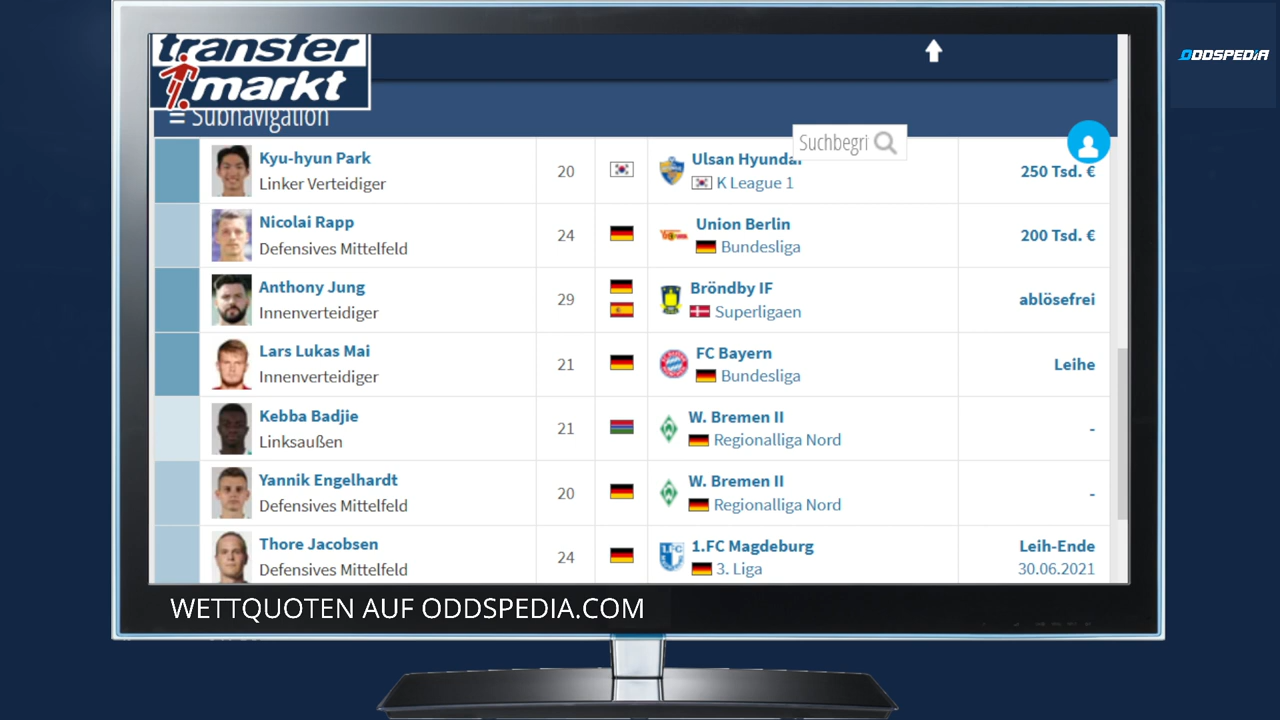 transfer
markt
ODDSPEDIA
Subnavigation
Suchbegri
Kyu-hyun Park
Linker Verteidiger
20
Ulsan Hyundai
K League 1
250 Tsd. €
Nicolai Rapp
Defensives Mittelfeld
24
Union Berlin
Bundesliga
200 Tsd. €
Anthony Jung
Innenverteidiger
29
Bröndby IF
Superligaen
ablösefrei
Lars Lukas Mai
Innenverteidiger
21
FC Bayern
Bundesliga
Leihe
Kebba Badjie
Linksaußen
21
W. Bremen II
Regionalliga Nord
-
Yannik Engelhardt
Defensives Mittelfeld
20
W. Bremen II
Regionalliga Nord
-
Thore Jacobsen
Defensives Mittelfeld
24
1.FC Magdeburg
3. Liga
Leih-Ende
30.06.2021
WETTQUOTEN AUF ODDSPEDIA.COM